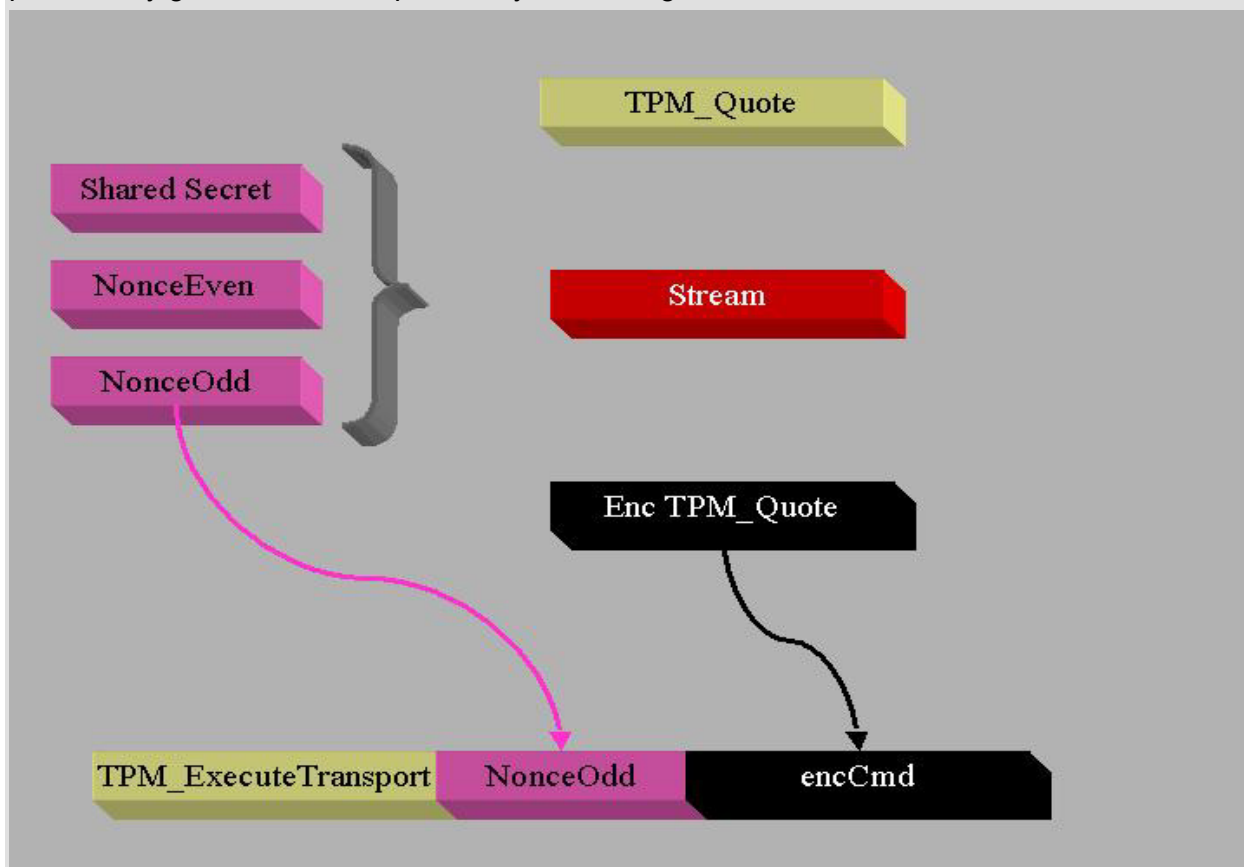 TPM_Quote
Shared Secret
NonceEven
Stream
NonceOdd
Enc TPM_Quote
TPM_ExecuteTransport NonceOdd encCmd